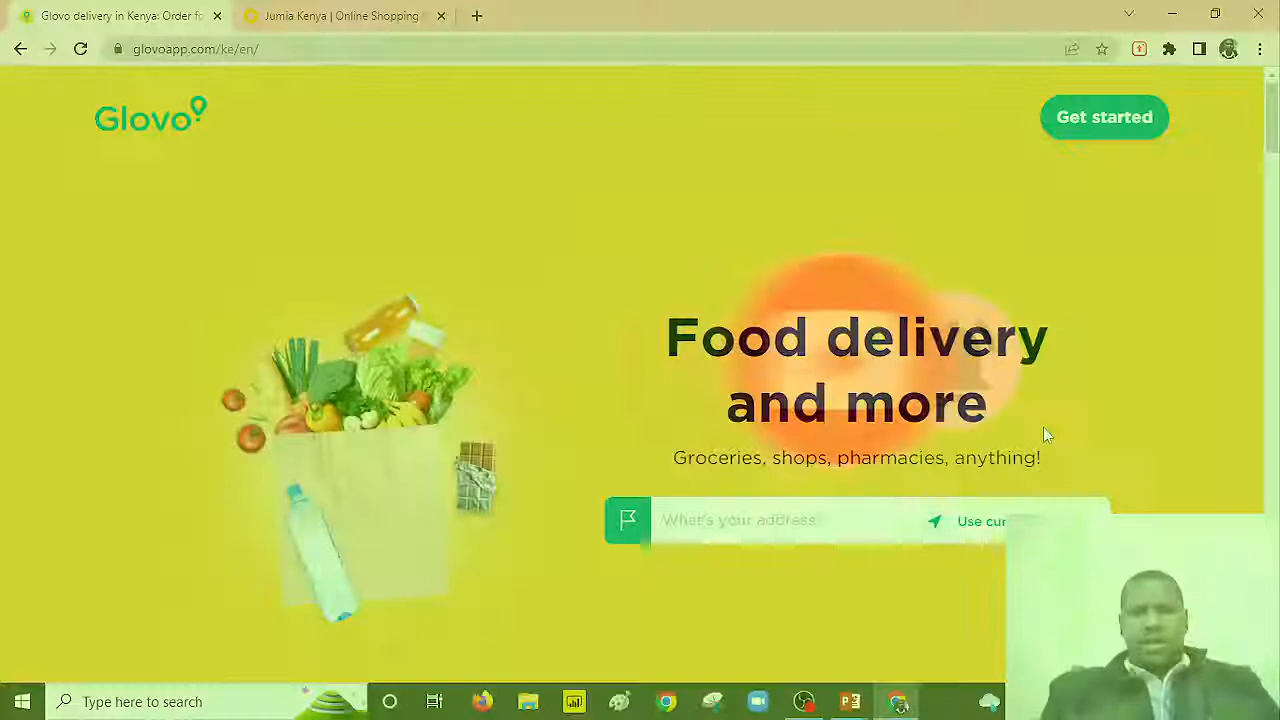 Glovo delivery in Kenya: Order fo
Jumia Kenya | Online Shopping
glovoapp.com/ke/en/
Glovo
Get started
Food delivery
and more
Groceries, shops, pharmacies, anything!
What's your address
Use cur
Type here to search